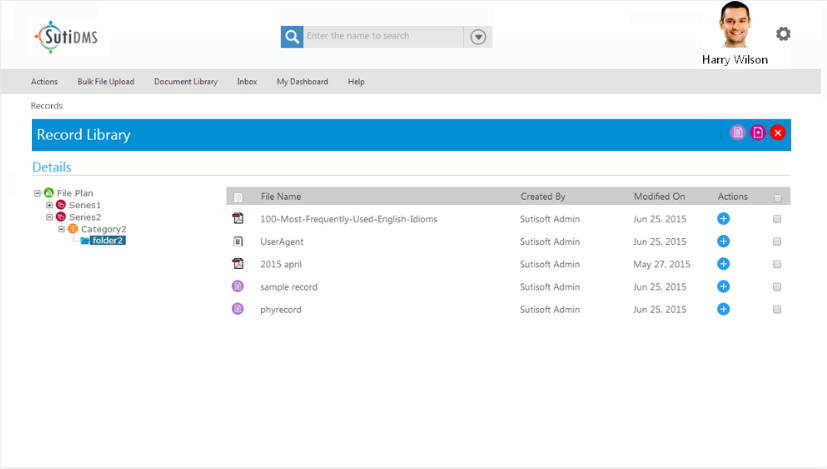 SutiDMS
Enter the name to search
Harry Wilson
Actions Bulk File Upload Document Library Inbox My Dashboard Help
Records
Record Library
Details
File Plan
Series1
Series2
Category2
folder2
File Name Created By Modified On Actions
100-Most-Frequently-Used-English-Idioms Sutisoft Admin Jun 25, 2015
UserAgent Sutisoft Admin Jun 25, 2015
2015 april Sutisoft Admin May 27, 2015
sample record Sutisoft Admin Jun 25, 2015
phyrecord Sutisoft Admin Jun 25, 2015